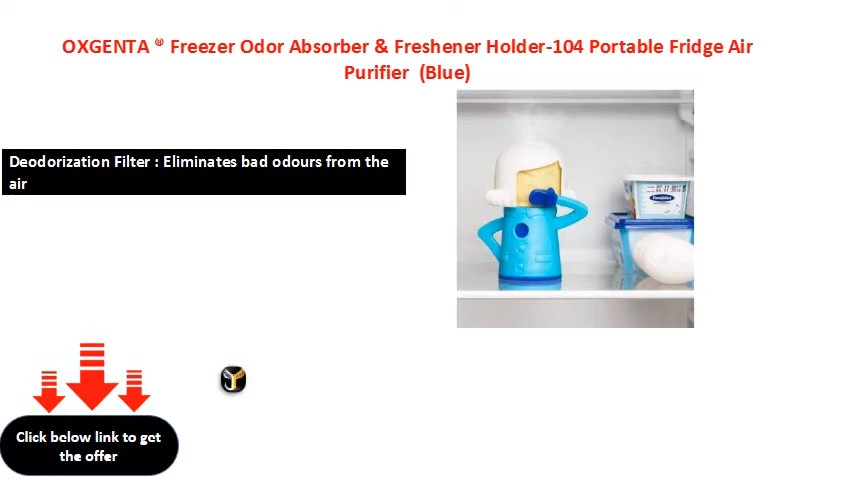 OXGENTA ® Freezer Odor Absorber & Freshener Holder-104 Portable Fridge Air
Purifier (Blue)
Deodorization Filter : Eliminates bad odours from the
air
Click below link to get
the offer